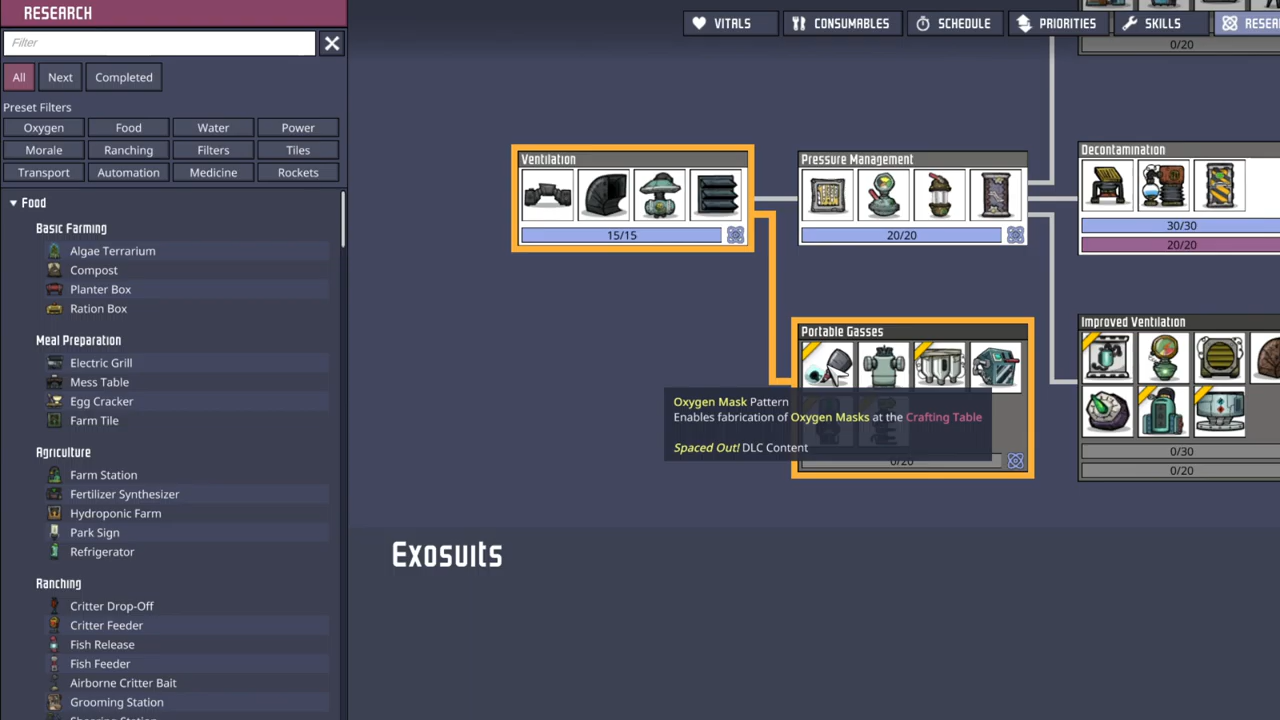 RESEARCH
VITALS
CONSUMABLES
SCHEDULE
PRIORITIES
SKILLS
RESEA
Filter
All
Next
Completed
Preset Filters
Oxygen
Food
Water
Power
Morale
Ranching
Filters
Tiles
Transport
Automation
Medicine
Rockets
Food
Basic Farming
Algae Terrarium
Compost
Planter Box
Ration Box
Meal Preparation
Electric Grill
Mess Table
Egg Cracker
Farm Tile
Agriculture
Farm Station
Fertilizer Synthesizer
Hydroponic Farm
Park Sign
Refrigerator
Ranching
Critter Drop-Off
Critter Feeder
Fish Release
Fish Feeder
Airborne Critter Bait
Grooming Station
0/20
Ventilation
15/15
Pressure Management
20/20
Decontamination
30/30
20/20
Portable Gasses
0/20
Improved Ventilation
0/30
0/20
Oxygen Mask Pattern
Enables fabrication of Oxygen Masks at the Crafting Table
Spaced Out! DLC Content
Exosuits